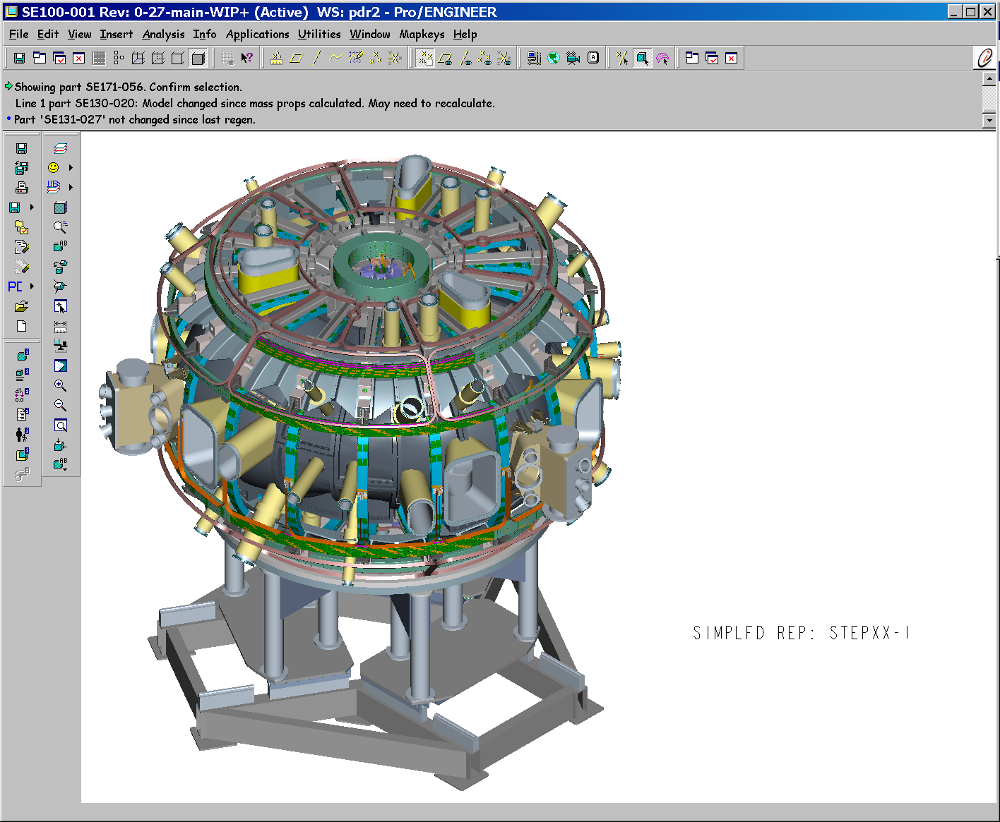 SE100-001 Rev: 0-27-main-WIP+ (Active)  WS: pdr2 - Pro/ENGINEER
File Edit View Insert Analysis Info Applications Utilities Window Mapkeys Help
Showing part SE171-056. Confirm selection.
Line 1 part SE130-020: Model changed since mass props calculated. May need to recalculate.
Part 'SE131-027' not changed since last regen.
SIMPLFD REP: STEPXX-1